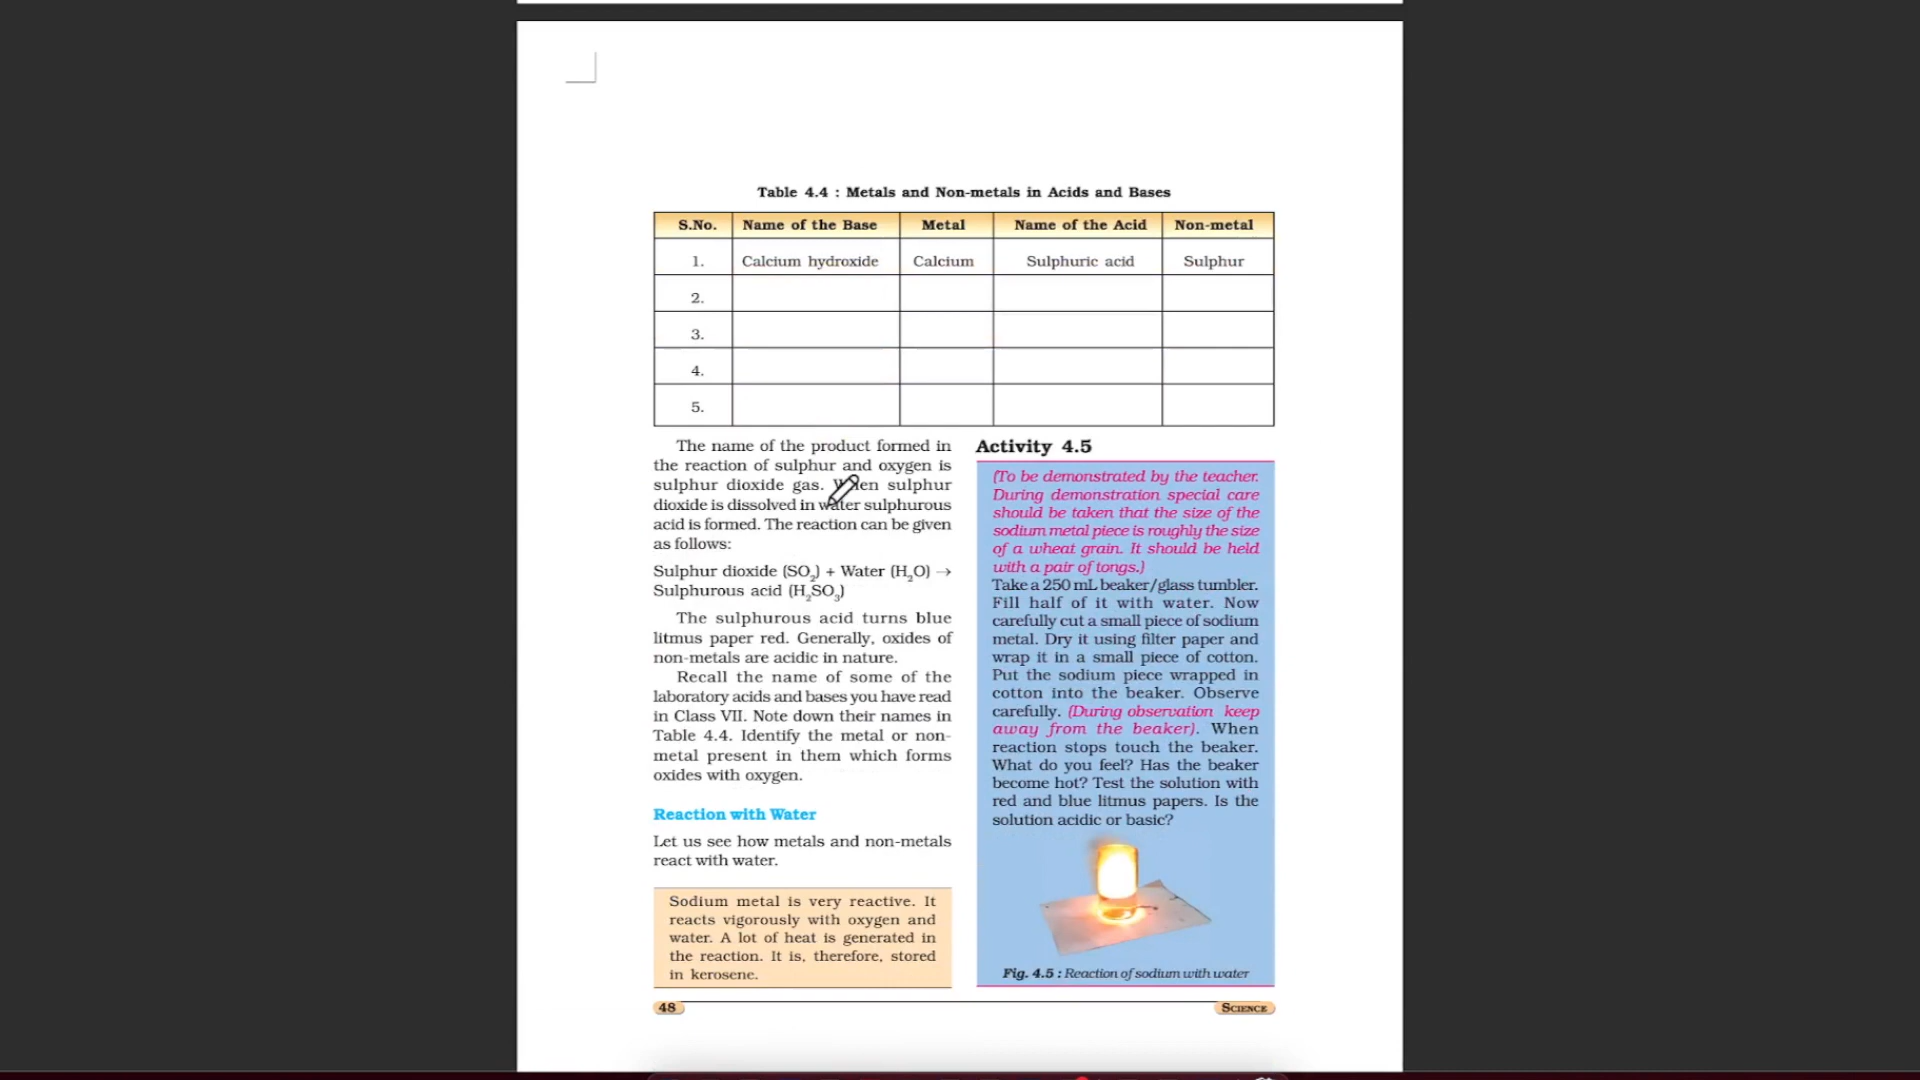 Table 4.4 : Metals and Non-metals in Acids and Bases
S.No. Name of the Base Metal Name of the Acid Non-metal
1. Calcium hydroxide Calcium Sulphuric acid Sulphur
2.
3.
4.
5.
The name of the product formed in
the reaction of sulphur and oxygen is
sulphur dioxide gas. When sulphur
dioxide is dissolved in water sulphurous
acid is formed. The reaction can be given
as follows:
Sulphur dioxide (SO₂) + Water (H₂O) →
Sulphurous acid (H₂SO₃)
The sulphurous acid turns blue
litmus paper red. Generally, oxides of
non-metals are acidic in nature.
Recall the name of some of the
laboratory acids and bases you have read
in Class VII. Note down their names in
Table 4.4. Identify the metal or non-
metal present in them which forms
oxides with oxygen.
Reaction with Water
Let us see how metals and non-metals
react with water.
Sodium metal is very reactive. It
reacts vigorously with oxygen and
water. A lot of heat is generated in
the reaction. It is, therefore, stored
in kerosene.
Activity 4.5
(To be demonstrated by the teacher.
During demonstration special care
should be taken that the size of the
sodium metal piece is roughly the size
of a wheat grain. It should be held
with a pair of tongs.)
Take a 250 mL beaker/glass tumbler.
Fill half of it with water. Now
carefully cut a small piece of sodium
metal. Dry it using filter paper and
wrap it in a small piece of cotton.
Put the sodium piece wrapped in
cotton into the beaker. Observe
carefully. (During observation keep
away from the beaker). When
reaction stops touch the beaker.
What do you feel? Has the beaker
become hot? Test the solution with
red and blue litmus papers. Is the
solution acidic or basic?
Fig. 4.5 : Reaction of sodium with water
48
SCIENCE